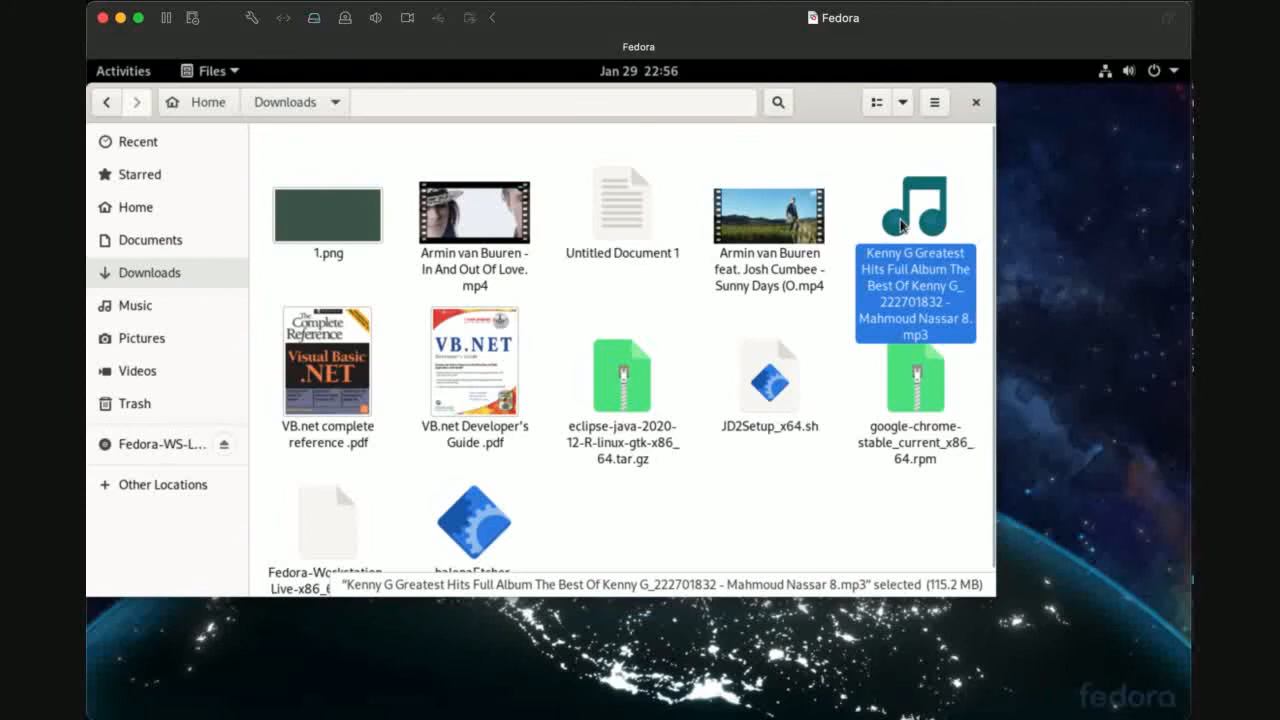 Fedora
Fedora
Activities
Files
Jan 29 22:56
Home
Downloads
Recent
Starred
Home
Documents
Downloads
Music
Pictures
Videos
Trash
Fedora-WS-L...
Other Locations
1.png
Armin van Buuren -
In And Out Of Love.
mp4
Untitled Document 1
Armin van Buuren
feat. Josh Cumbee -
Sunny Days (O.mp4
Kenny G Greatest
Hits Full Album The
Best Of Kenny G_
222701832 -
Mahmoud Nassar 8.
mp3
The
Complete
Reference
Visual Basic
.NET
VB.net complete
reference .pdf
VB.NET
VB.net Developer's
Guide .pdf
eclipse-java-2020-
12-R-linux-gtk-x86_
64.tar.gz
JD2Setup_x64.sh
google-chrome-
stable_current_x86_
64.rpm
Fedora-Workstation
Live-x86_6
balenaEtcher
"Kenny G Greatest Hits Full Album The Best Of Kenny G_222701832 - Mahmoud Nassar 8.mp3" selected (115.2 MB)
fedora